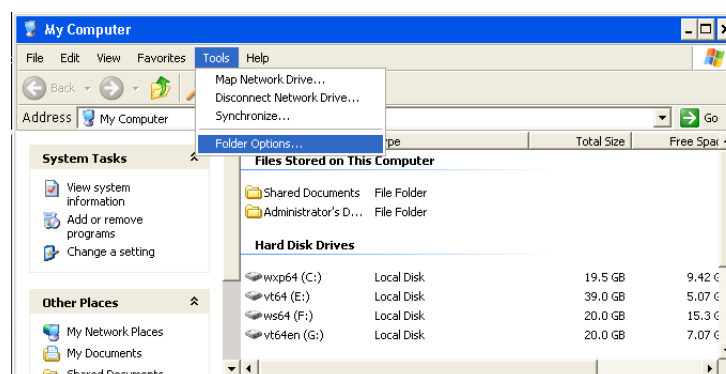 My Computer
File Edit View Favorites Tools Help
Back
Map Network Drive...
Disconnect Network Drive...
Synchronize...
Folder Options...
Address My Computer Go
Total Size Free Spac
System Tasks
View system
information
Add or remove
programs
Change a setting
Other Places
My Network Places
My Documents
Shared Documents
Files Stored on This Computer
Shared Documents File Folder
Administrator's D... File Folder
Hard Disk Drives
wxp64 (C:) Local Disk 19.5 GB 9.42 G
vt64 (E:) Local Disk 39.0 GB 5.07 G
ws64 (F:) Local Disk 20.0 GB 15.3 G
vt64en (G:) Local Disk 20.0 GB 7.07 G